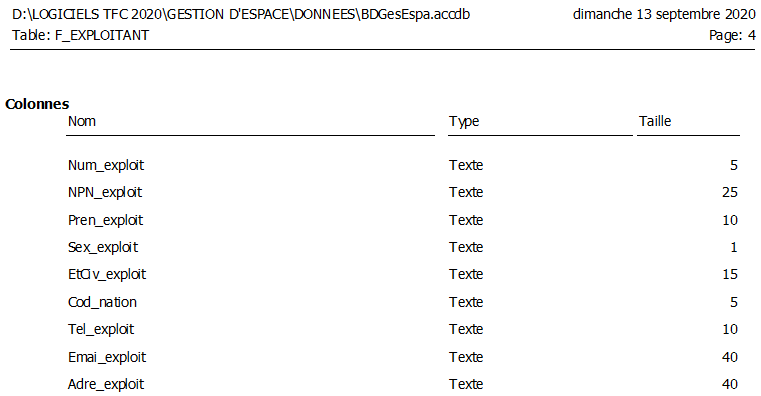 D:\LOGICIELS TFC 2020\GESTION D'ESPACE\DONNEES\BDGesEspa.accdb dimanche 13 septembre 2020
Table: F_EXPLOITANT Page: 4
Colonnes
Nom Type Taille
Num_exploit Texte 5
NPN_exploit Texte 25
Pren_exploit Texte 10
Sex_exploit Texte 1
EtCiv_exploit Texte 15
Cod_nation Texte 5
Tel_exploit Texte 10
Emai_exploit Texte 40
Adre_exploit Texte 40